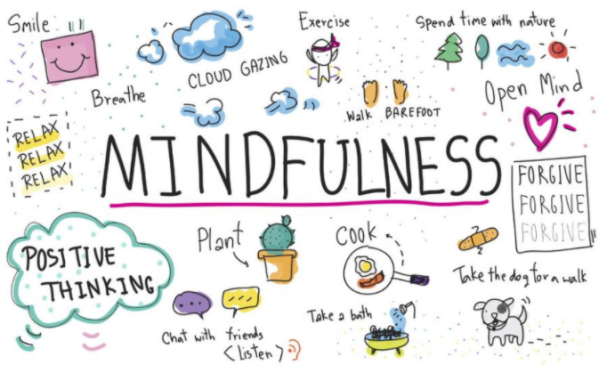 Smile
Breathe
CLOUD GAZING
Exercise
Walk BAREFOOT
Spend time with nature
Open Mind
RELAX
RELAX
RELAX
MINDFULNESS
FORGIVE
FORGIVE
FORGIVE
POSITIVE
THINKING
Plant
Chat with friends
<Listen>
Cook
Take a bath
Take the dog for a walk